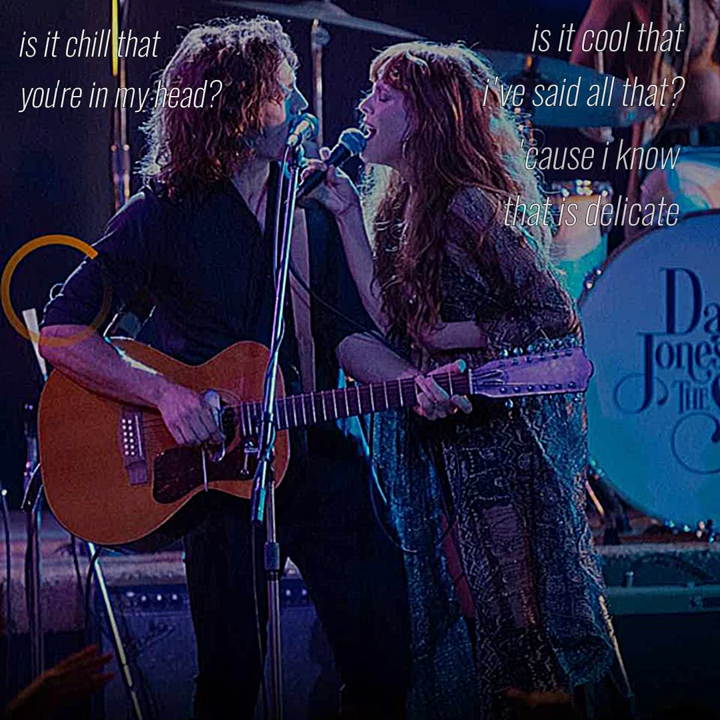 is it chill that
you're in my head?
is it cool that
i've said all that?
'cause i know
that is delicate
Da
Jones
THE